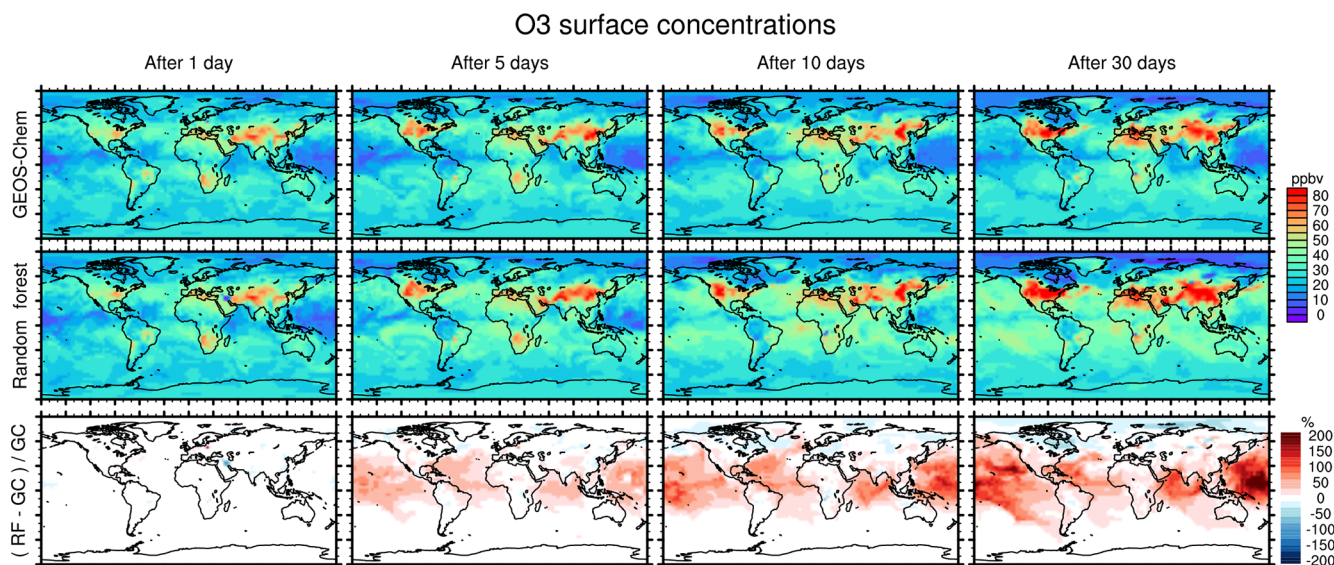 O3 surface concentrations
After 1 day
After 5 days
After 10 days
After 30 days
GEOS-Chem
ppbv
80
70
60
50
40
30
20
10
0
Random forest
( RF - GC ) / GC
%
200
150
100
50
0
-50
-100
-150
-200